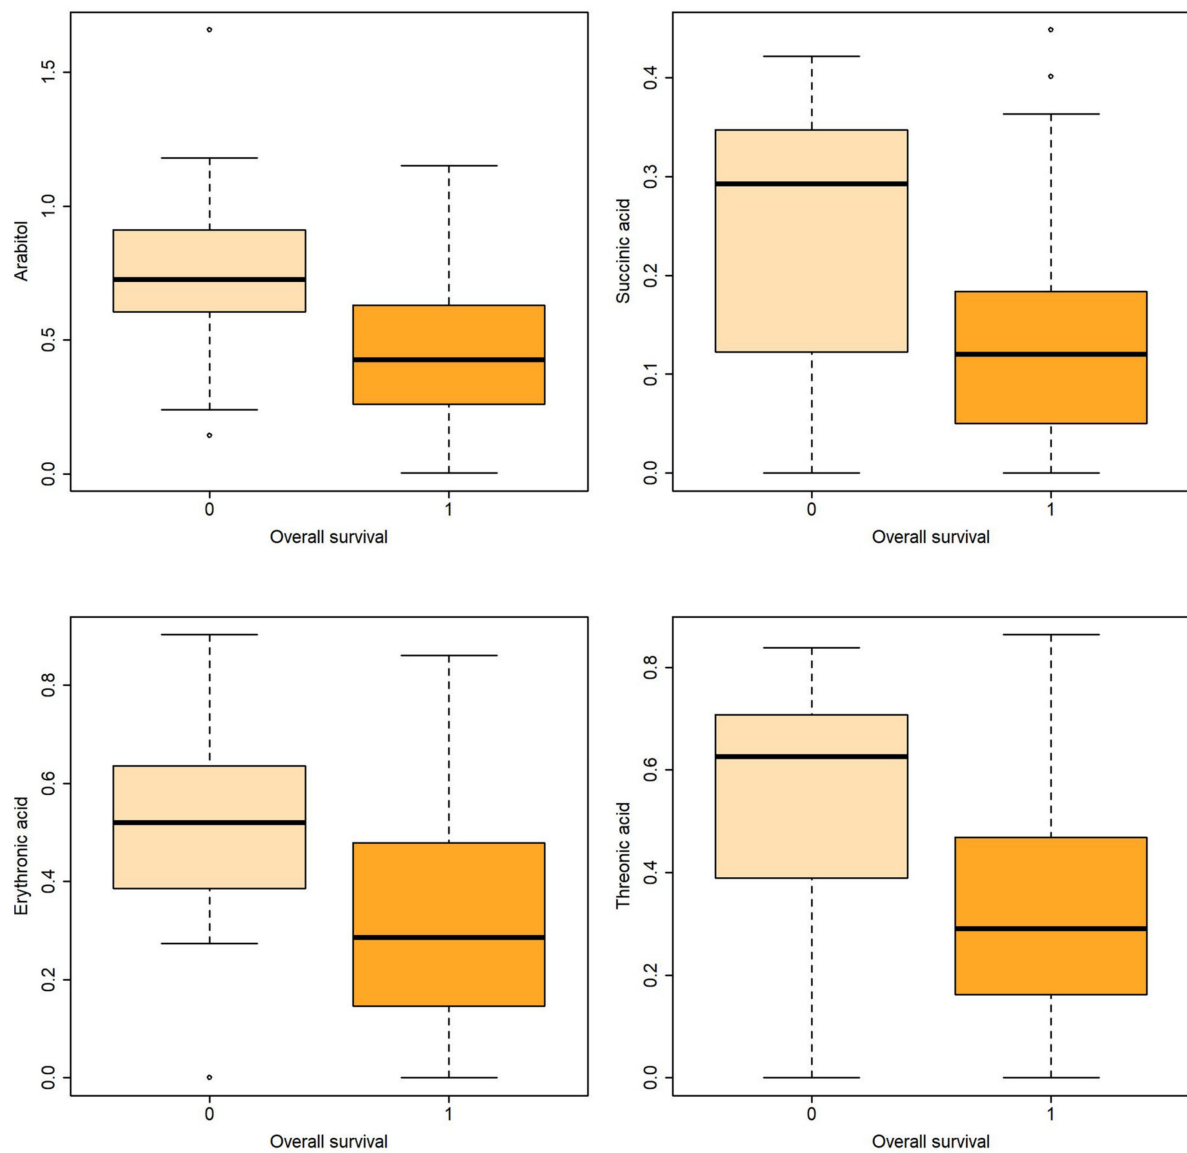 Arabitol
1.5
1.0
0.5
0.0
0 1
Overall survival
Succinic acid
0.4
0.3
0.2
0.1
0.0
0 1
Overall survival
Erythronic acid
0.8
0.6
0.4
0.2
0.0
0 1
Overall survival
Threonic acid
0.8
0.6
0.4
0.2
0.0
0 1
Overall survival